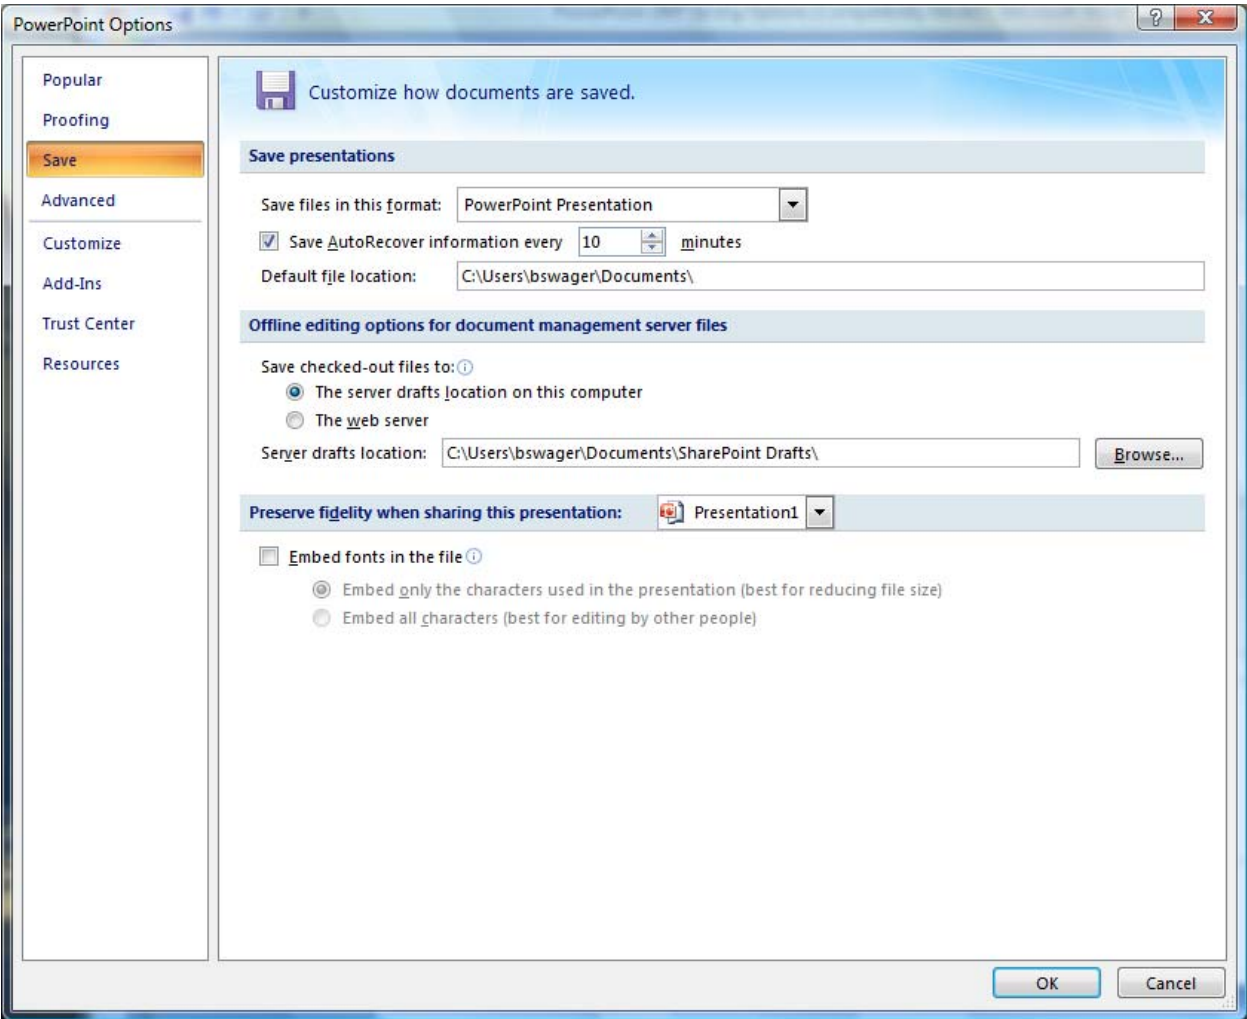 PowerPoint Options
Popular
Proofing
Save
Advanced
Customize
Add-Ins
Trust Center
Resources
Customize how documents are saved.
Save presentations
Save files in this format: PowerPoint Presentation
Save AutoRecover information every 10 minutes
Default file location: C:\Users\bswager\Documents\
Offline editing options for document management server files
Save checked-out files to:
The server drafts location on this computer
The web server
Server drafts location: C:\Users\bswager\Documents\SharePoint Drafts\ Browse...
Preserve fidelity when sharing this presentation: Presentation1
Embed fonts in the file
Embed only the characters used in the presentation (best for reducing file size)
Embed all characters (best for editing by other people)
OK Cancel